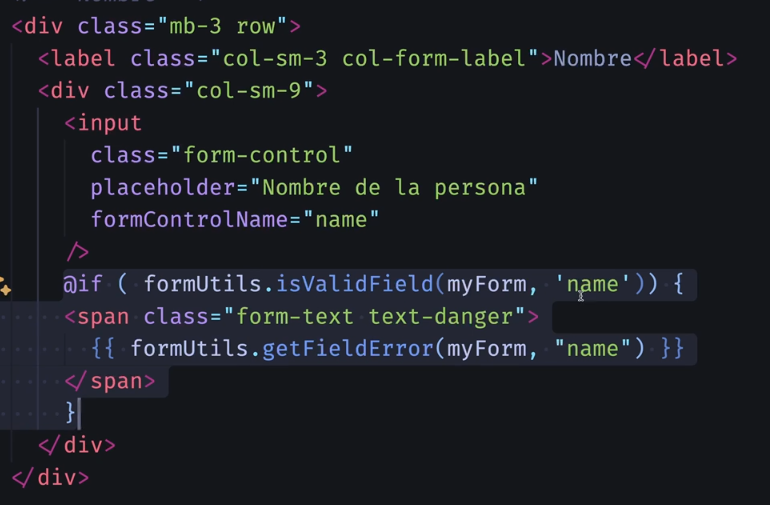 <div class="mb-3 row">
<label class="col-sm-3 col-form-label">Nombre</label>
<div class="col-sm-9">
<input
class="form-control"
placeholder="Nombre de la persona"
formControlName="name"
/>
@if ( formUtils.isValidField(myForm, 'name')) {
<span class="form-text text-danger">
{{ formUtils.getFieldError(myForm, "name") }}
</span>
}
</div>
</div>